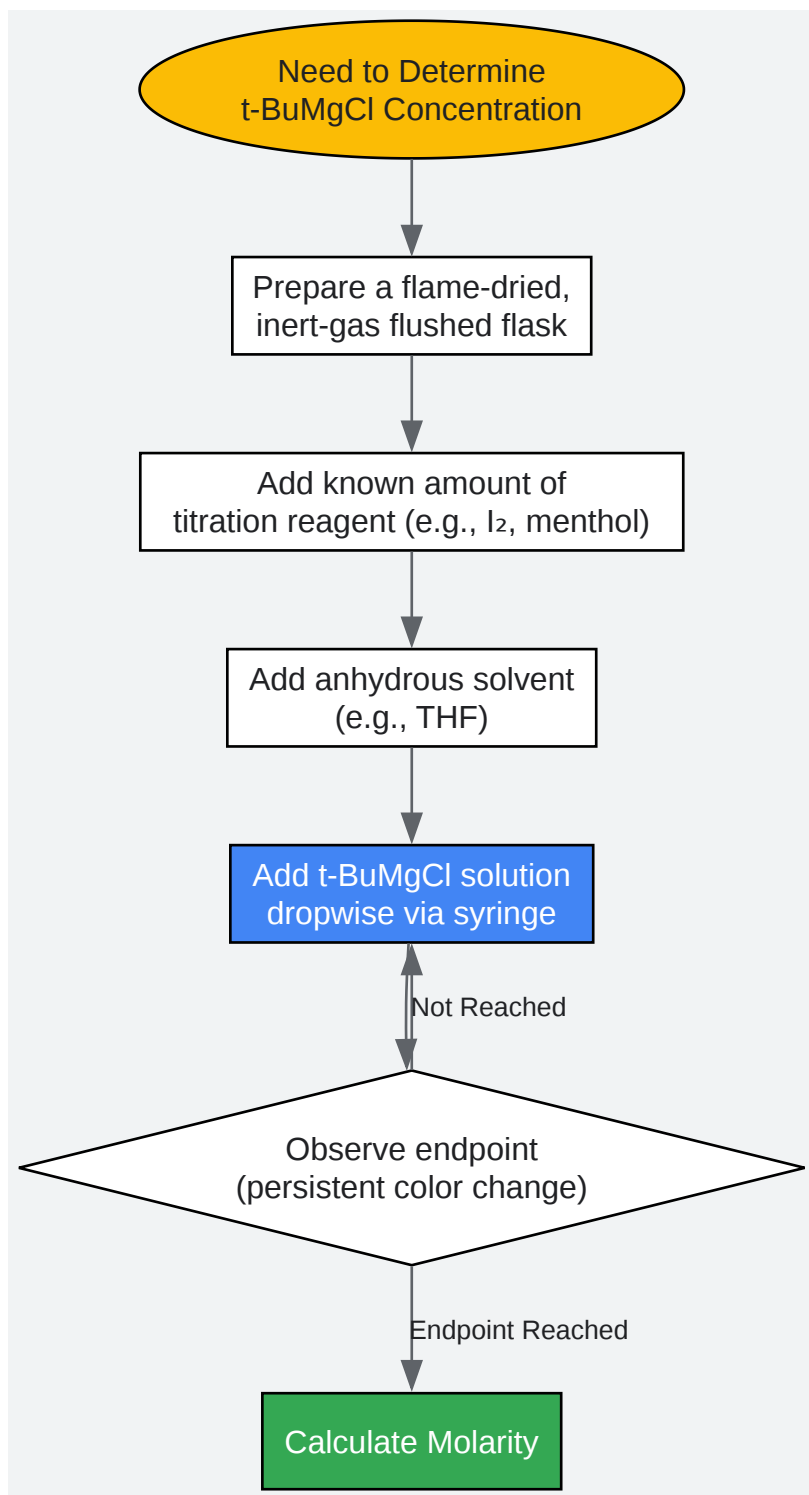 Need to Determine
t-BuMgCl Concentration
Prepare a flame-dried,
inert-gas flushed flask
Add known amount of
titration reagent (e.g., I₂, menthol)
Add anhydrous solvent
(e.g., THF)
Add t-BuMgCl solution
dropwise via syringe
Not Reached
Observe endpoint
(persistent color change)
Endpoint Reached
Calculate Molarity